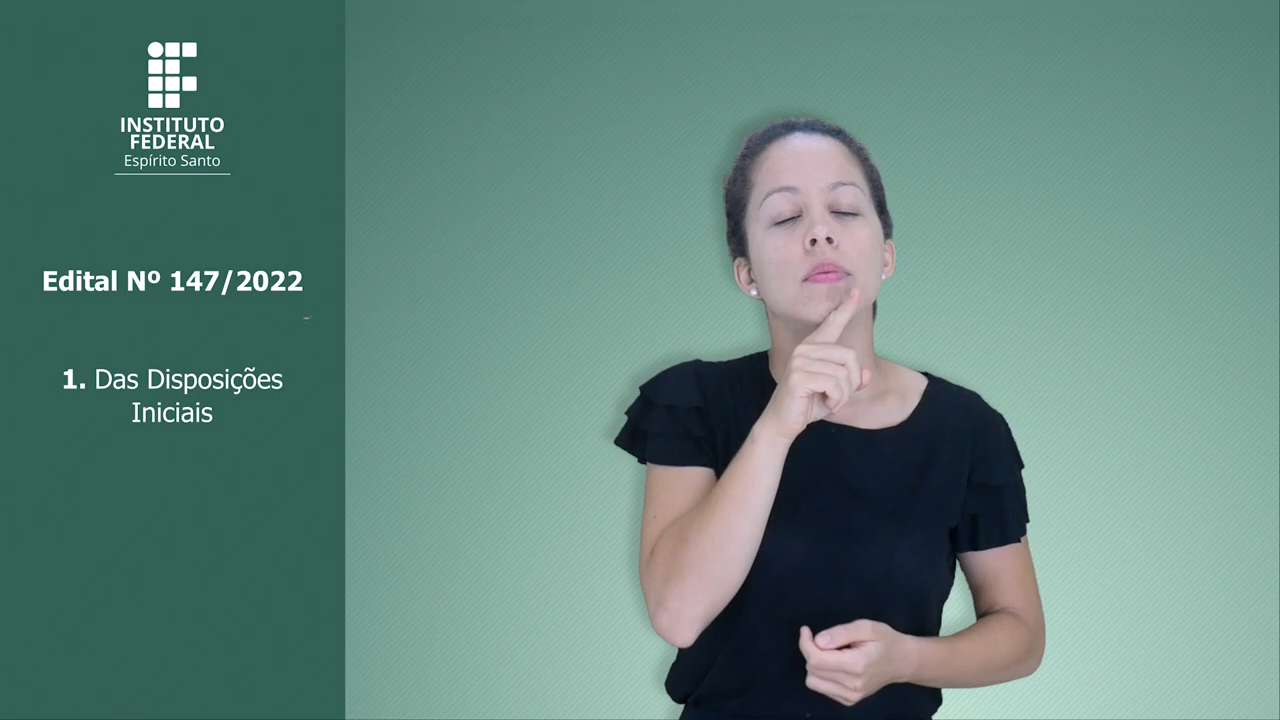 INSTITUTO
FEDERAL
Espírito Santo
Edital Nº 147/2022
1. Das Disposições
Iniciais